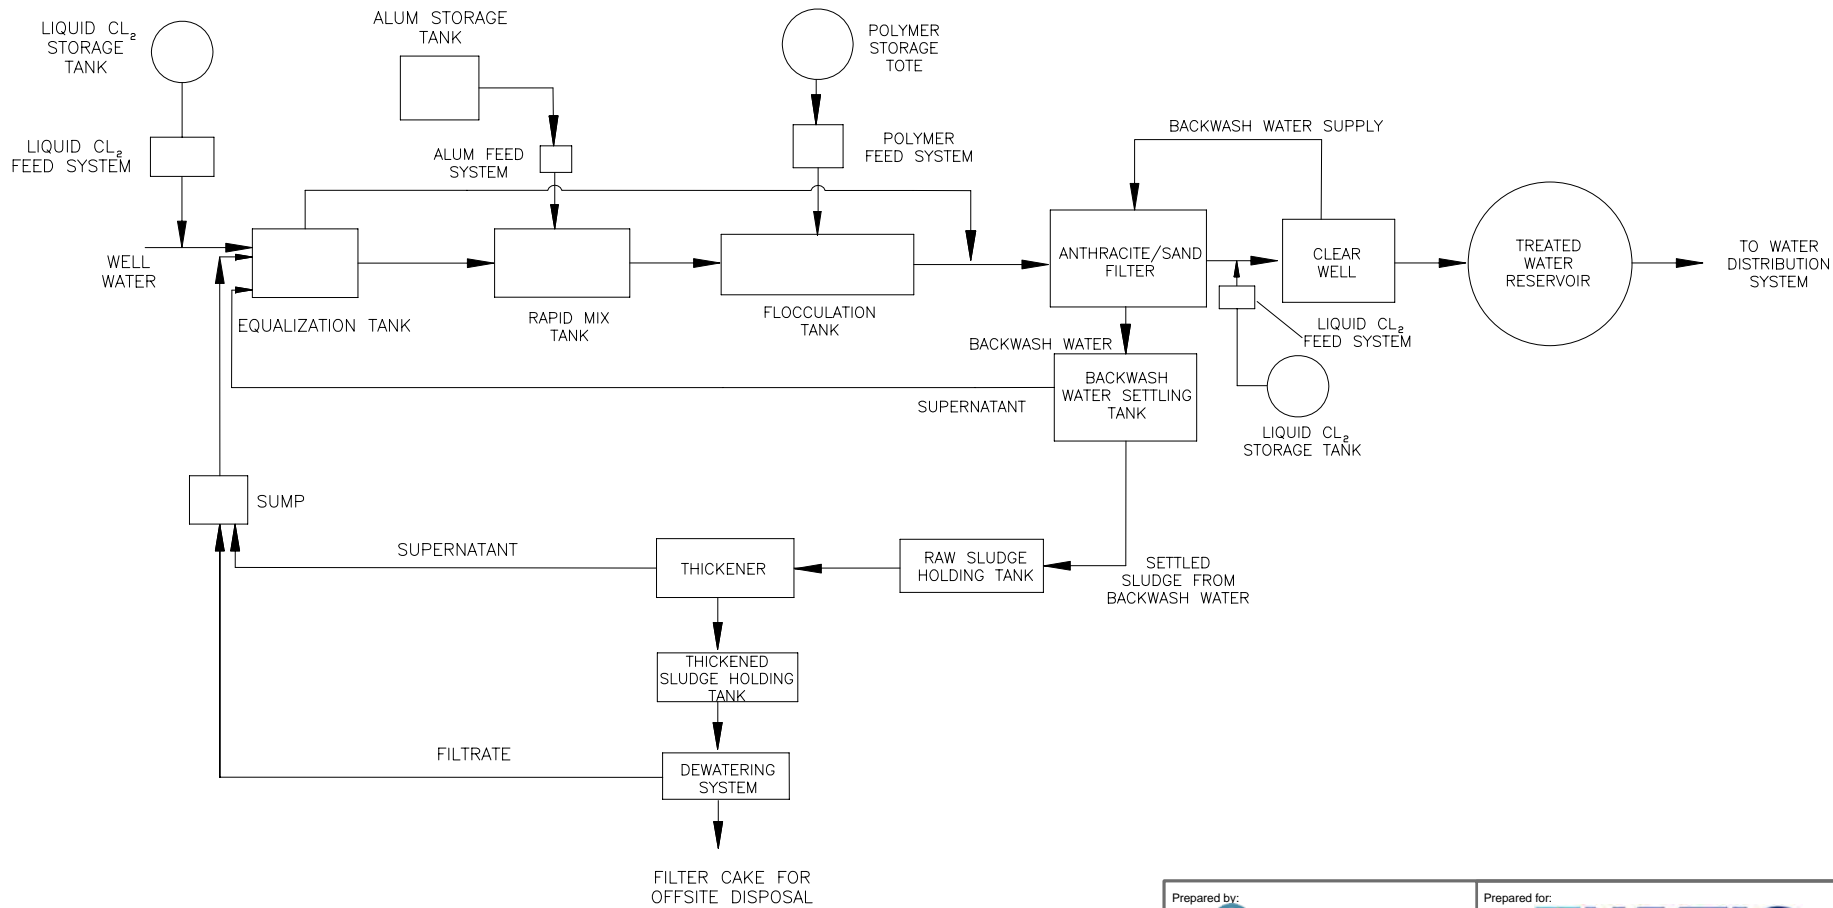 LIQUID CL₂
STORAGE
TANK
ALUM STORAGE
TANK
POLYMER
STORAGE
TOTE
LIQUID CL₂
FEED SYSTEM
ALUM FEED
SYSTEM
POLYMER
FEED SYSTEM
BACKWASH WATER SUPPLY
WELL
WATER
EQUALIZATION TANK
RAPID MIX
TANK
FLOCCULATION
TANK
ANTHRACITE/SAND
FILTER
CLEAR
WELL
TREATED
WATER
RESERVOIR
TO WATER
DISTRIBUTION
SYSTEM
LIQUID CL₂
FEED SYSTEM
BACKWASH WATER
BACKWASH
WATER SETTLING
TANK
SUPERNATANT
LIQUID CL₂
STORAGE TANK
SUMP
SUPERNATANT
THICKENER
RAW SLUDGE
HOLDING TANK
SETTLED
SLUDGE FROM
BACKWASH WATER
THICKENED
SLUDGE HOLDING
TANK
FILTRATE
DEWATERING
SYSTEM
FILTER CAKE FOR
OFFSITE DISPOSAL
Prepared by:
Prepared for: